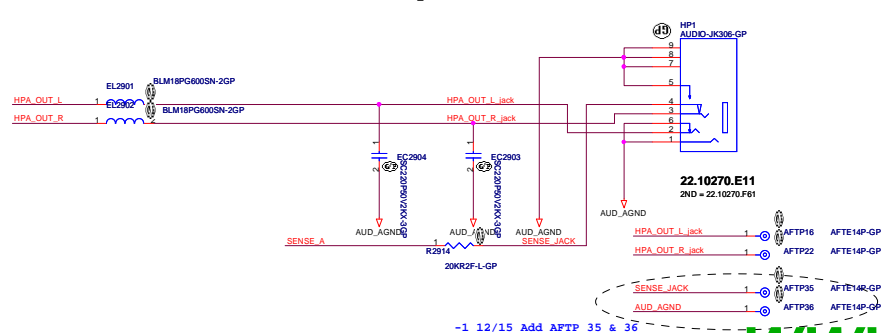 HP1
AUDIO-JK306-GP
9
8
7
5
4
3
6
2
1
EL2901
BLM18PG600SN-2GP
HPA_OUT_L
1
HPA_OUT_L_jack
EL2902
BLM18PG600SN-2GP
HPA_OUT_R
1
2
HPA_OUT_R_jack
1
2
EC2904
SC220P50V2KX-3GP
1
2
EC2903
SC220P50V2KX-3GP
22.10270.E11
2ND = 22.10270.F61
AUD_AGND
AUD_AGND
AUD_AGND
AUD_AGND
SENSE_A
1
2
SENSE_JACK
R2914
20KR2F-L-GP
HPA_OUT_L_jack
1
AFTP16
AFTE14P-GP
HPA_OUT_R_jack
1
AFTP22
AFTE14P-GP
SENSE_JACK
1
AFTP35
AFTE14P-GP
AUD_AGND
1
AFTP36
AFTE14P-GP
-1 12/15 Add AFTP 35 & 36